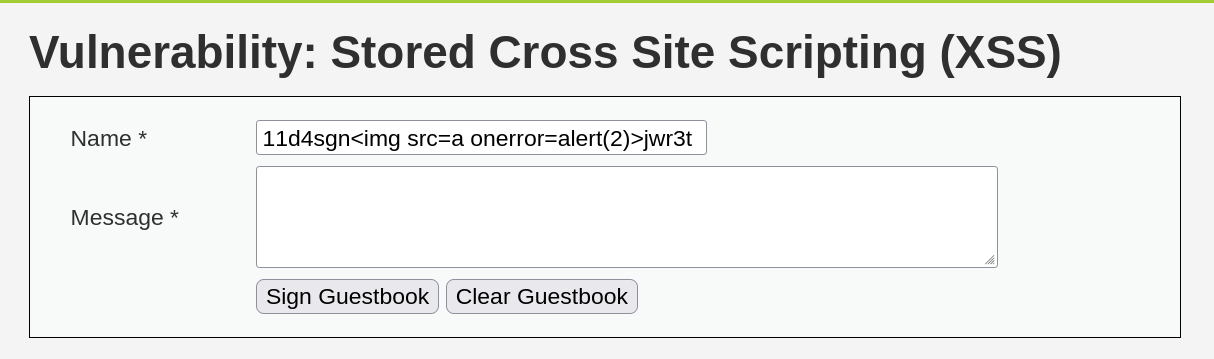 Vulnerability: Stored Cross Site Scripting (XSS)
Name * 11d4sgn<img src=a onerror=alert(2)>jwr3t
Message *
Sign Guestbook Clear Guestbook